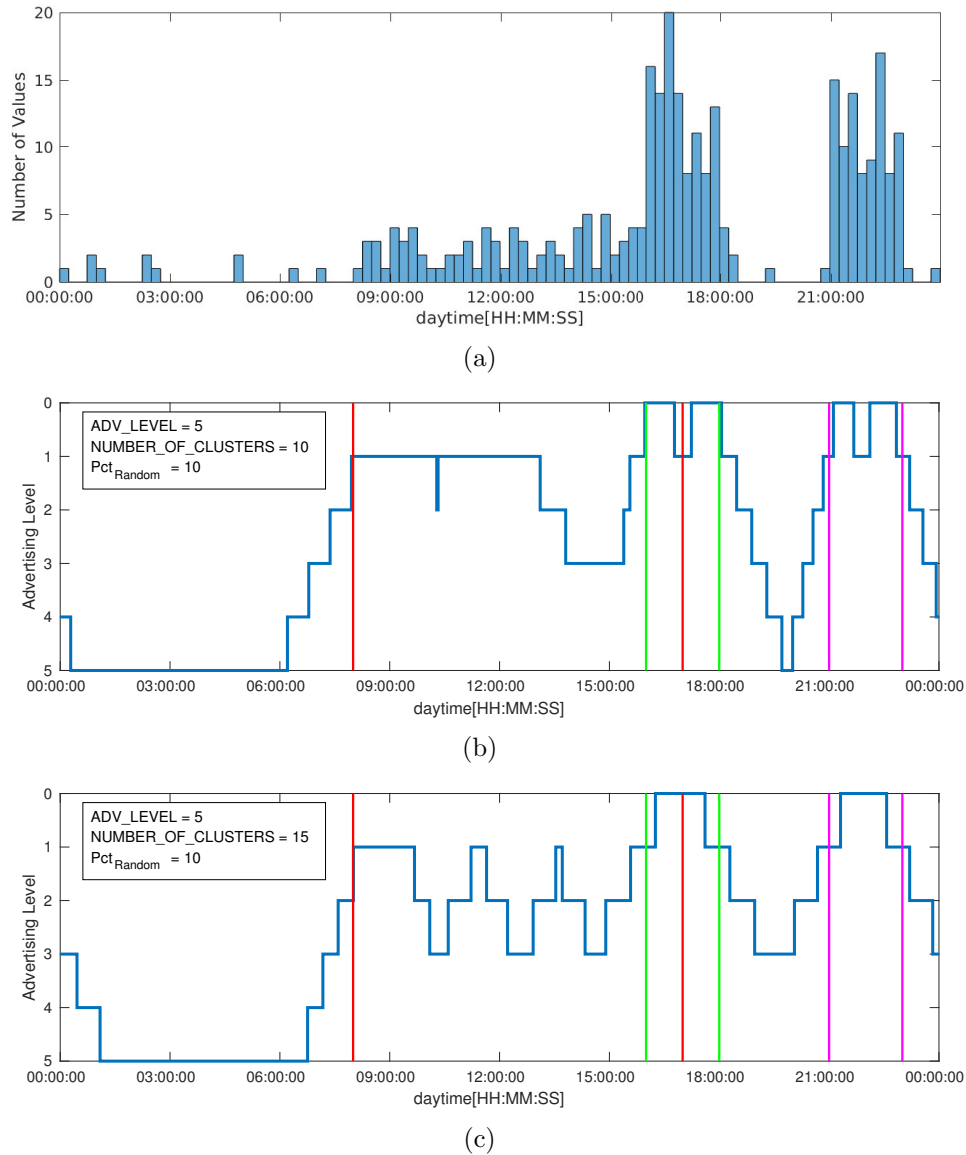 20
15
10
5
0
Number of Values
00:00:00 03:00:00 06:00:00 09:00:00 12:00:00 15:00:00 18:00:00 21:00:00
daytime[HH:MM:SS]
(a)
ADV_LEVEL = 5
NUMBER_OF_CLUSTERS = 10
Pct_Random = 10
0
1
2
3
4
5
Advertising Level
00:00:00 03:00:00 06:00:00 09:00:00 12:00:00 15:00:00 18:00:00 21:00:00 00:00:00
daytime[HH:MM:SS]
(b)
ADV_LEVEL = 5
NUMBER_OF_CLUSTERS = 15
Pct_Random = 10
0
1
2
3
4
5
Advertising Level
00:00:00 03:00:00 06:00:00 09:00:00 12:00:00 15:00:00 18:00:00 21:00:00 00:00:00
daytime[HH:MM:SS]
(c)